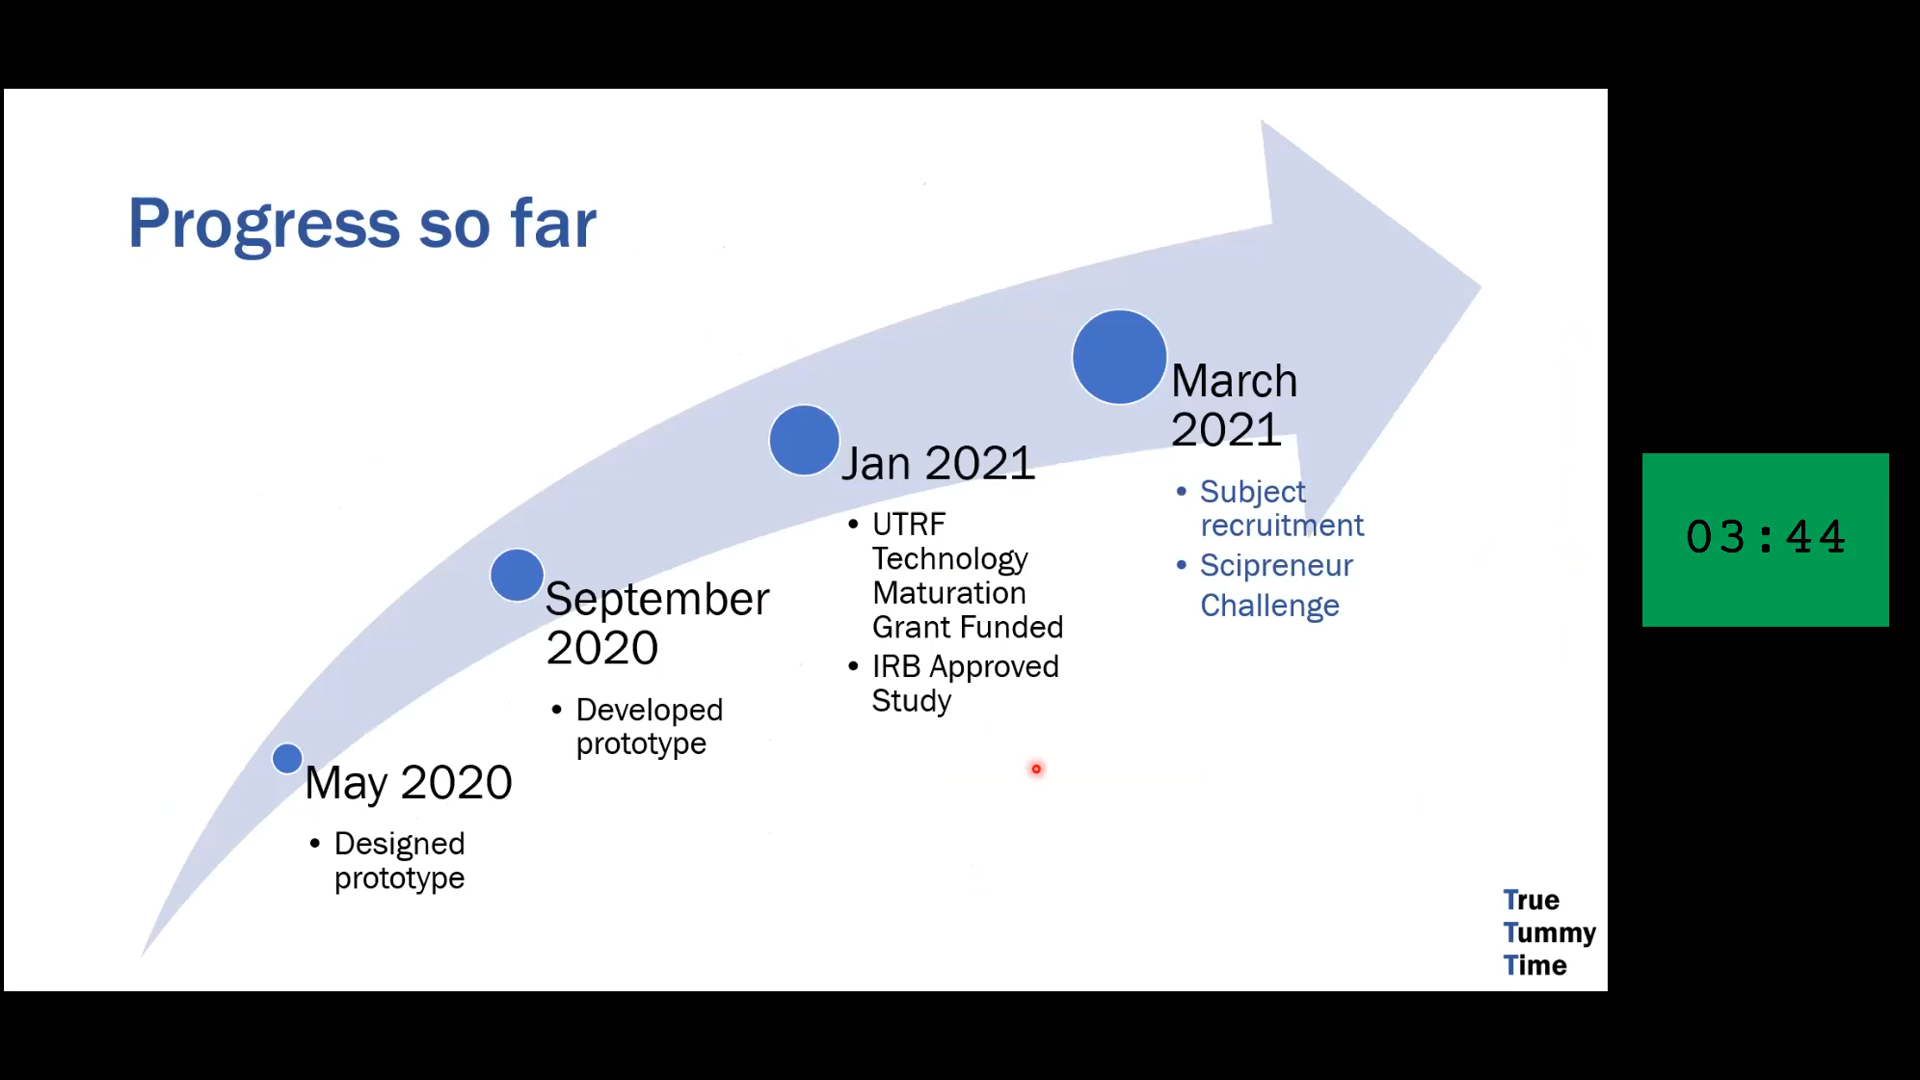 Progress so far
May 2020
• Designed
prototype
September
2020
• Developed
prototype
Jan 2021
• UTRF
Technology
Maturation
Grant Funded
• IRB Approved
Study
March
2021
• Subject
recruitment
• Scipreneur
Challenge
03:44
True
Tummy
Time